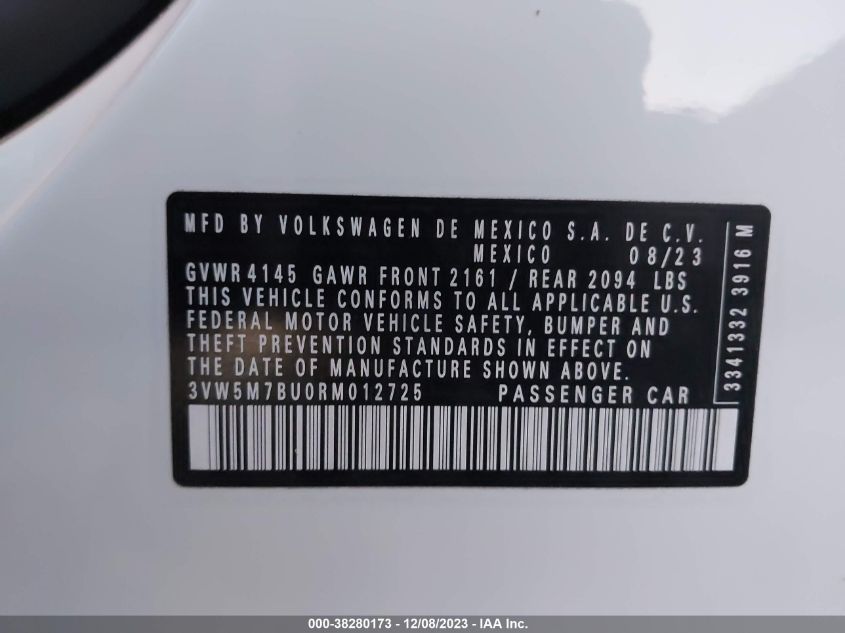 MFD BY VOLKSWAGEN DE MEXICO S.A. DE C.V.
MEXICO 08/23
GVWR 4145 GAWR FRONT 2161 / REAR 2094 LBS
THIS VEHICLE CONFORMS TO ALL APPLICABLE U.S.
FEDERAL MOTOR VEHICLE SAFETY, BUMPER AND
THEFT PREVENTION STANDARDS IN EFFECT ON
THE DATE OF MANUFACTURE SHOWN ABOVE.
3VW5M7BU0RM012725 PASSENGER CAR
3341332 3916 M
000-38280173 - 12/08/2023 - IAA Inc.